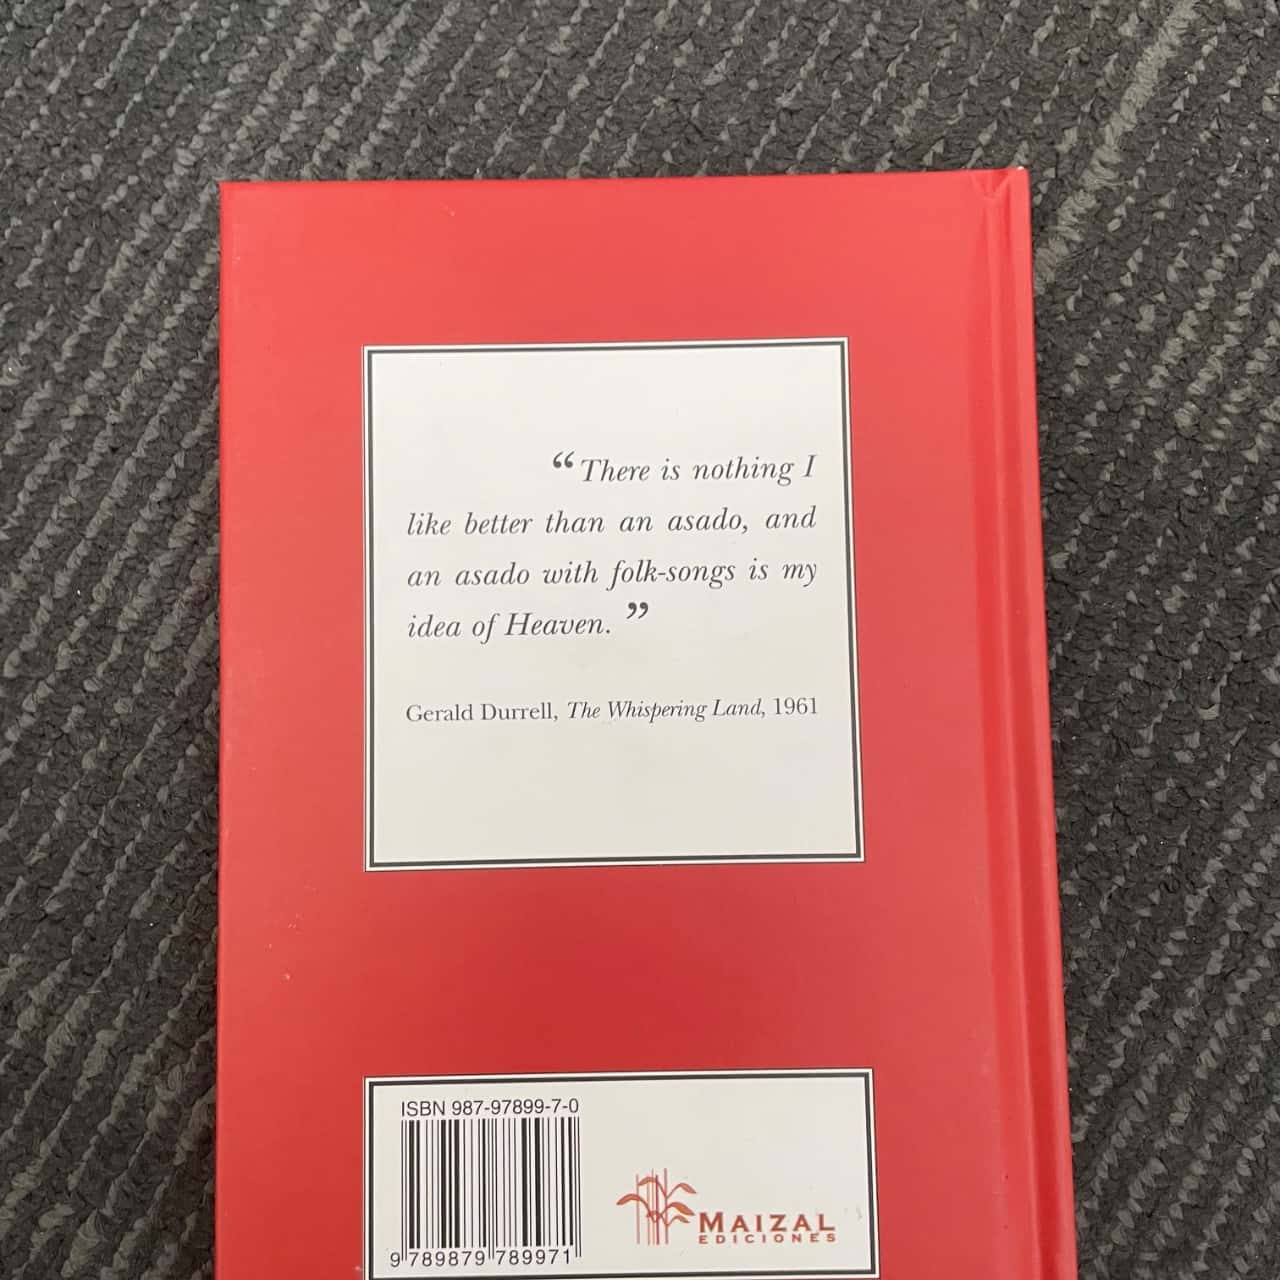 “There is nothing I
like better than an asado, and
an asado with folk-songs is my
idea of Heaven. ”
Gerald Durrell, The Whispering Land, 1961
ISBN 987-97899-7-0
9 789879 789971
MAIZAL
EDICIONES